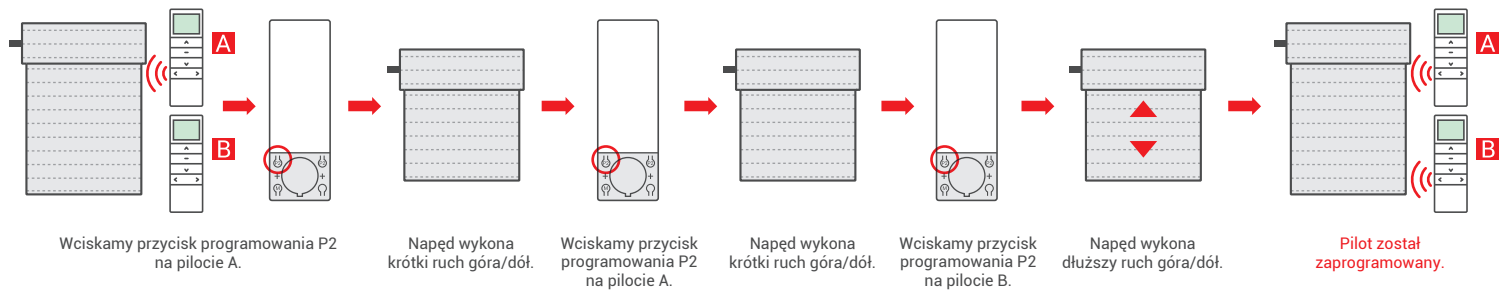 A
B
A
B
Wciskamy przycisk programowania P2
na pilocie A.
Napęd wykona
krótki ruch góra/dół.
Wciskamy przycisk
programowania P2
na pilocie A.
Napęd wykona
krótki ruch góra/dół.
Wciskamy przycisk
programowania P2
na pilocie B.
Napęd wykona
dłuższy ruch góra/dół.
Pilot został
zaprogramowany.